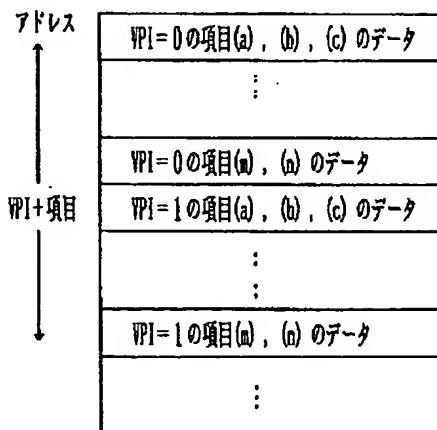 アドレス
VPI=0の項目(a), (b), (c)のデータ
⋮
VPI=0の項目(m), (n)のデータ
VPI+項目
VPI=1の項目(a), (b), (c)のデータ
⋮
⋮
VPI=1の項目(m), (n)のデータ
⋮